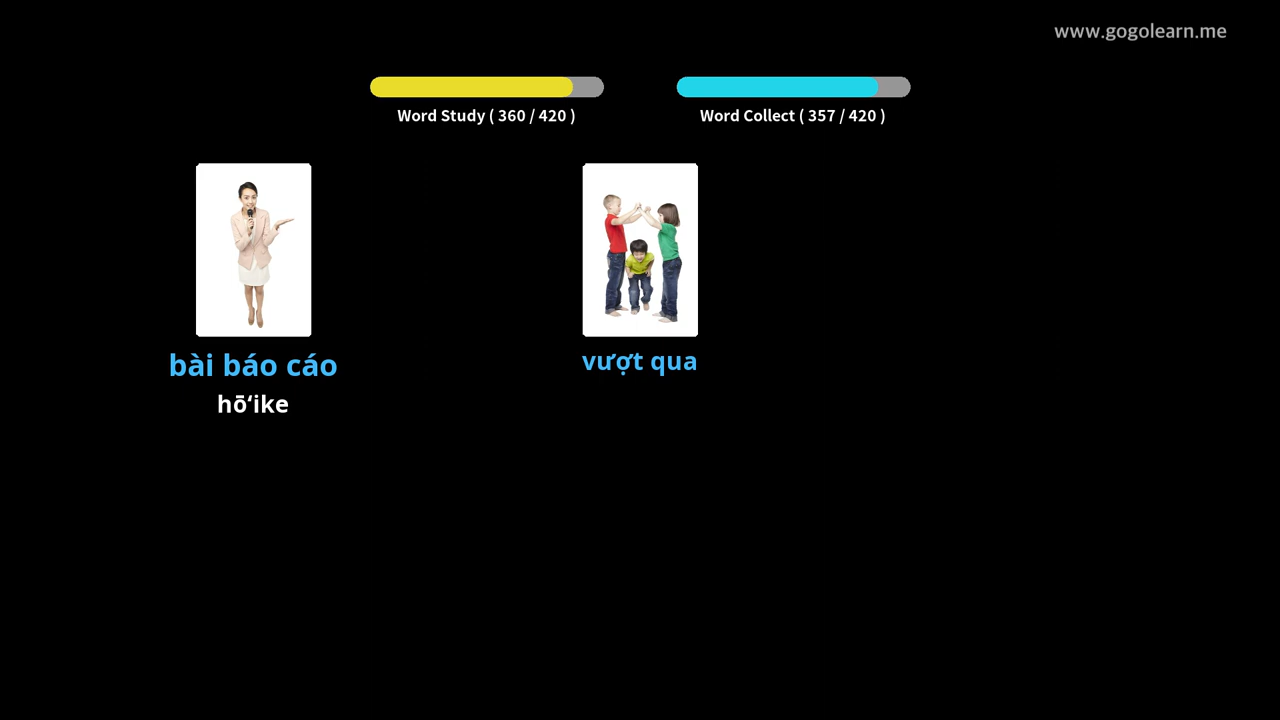 www.gogolearn.me
Word Study ( 360 / 420 )
Word Collect ( 357 / 420 )
bài báo cáo
hōʻike
vượt qua